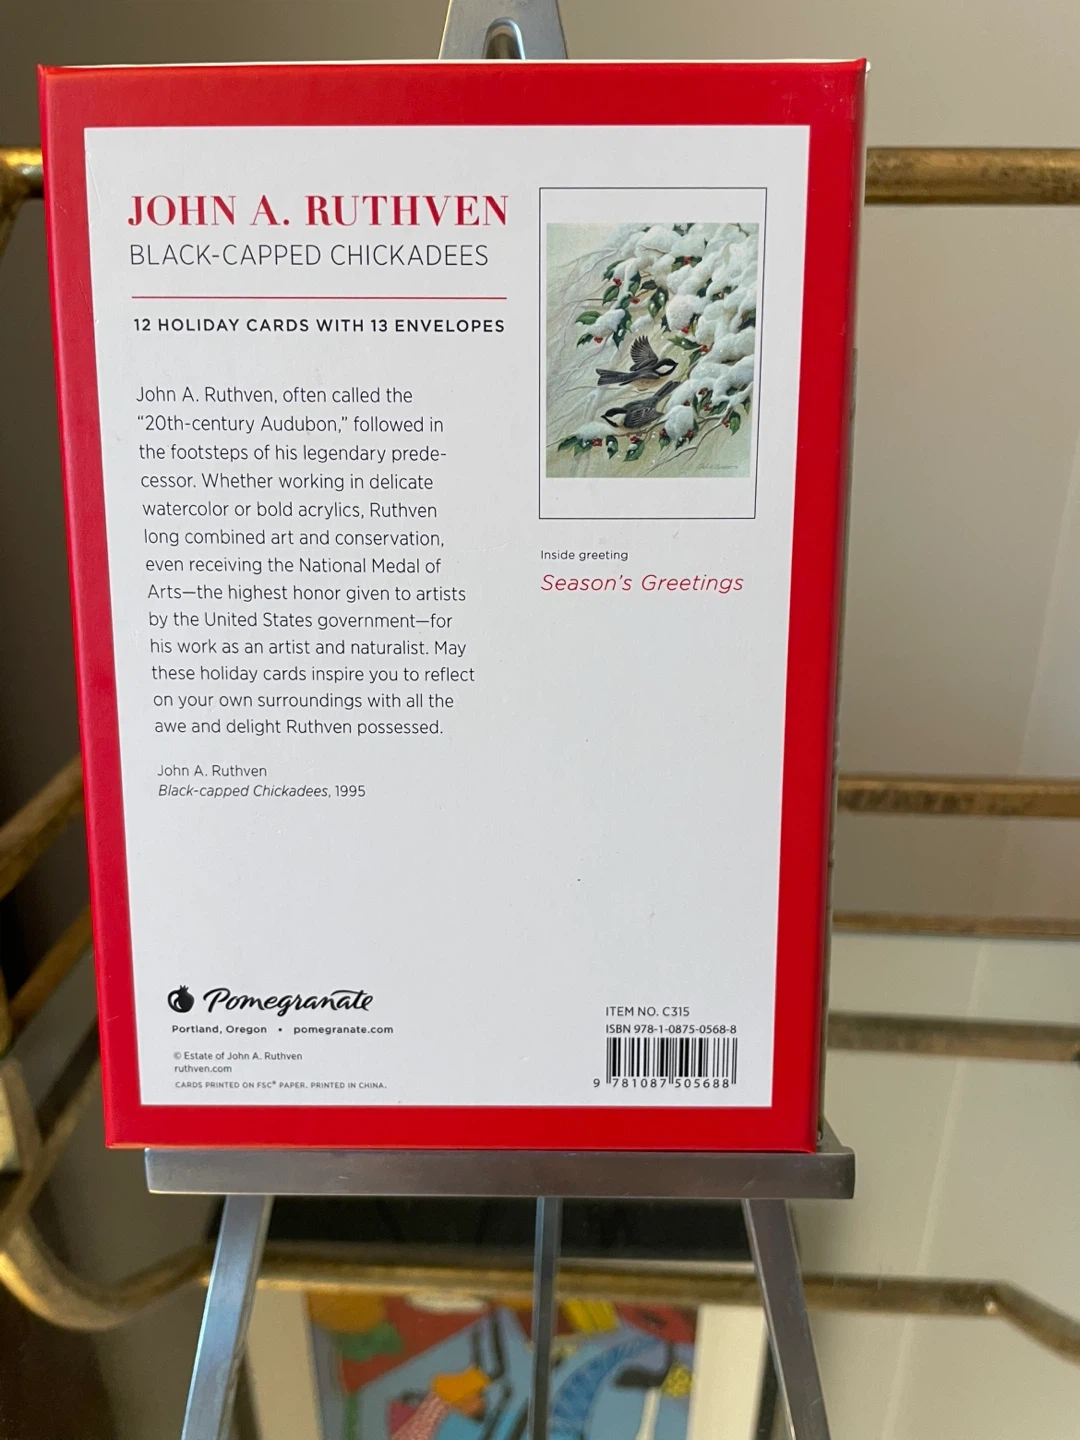 JOHN A. RUTHVEN
BLACK-CAPPED CHICKADEES
12 HOLIDAY CARDS WITH 13 ENVELOPES
John A. Ruthven, often called the
“20th-century Audubon,” followed in
the footsteps of his legendary prede-
cessor. Whether working in delicate
watercolor or bold acrylics, Ruthven
long combined art and conservation,
even receiving the National Medal of
Arts—the highest honor given to artists
by the United States government—for
his work as an artist and naturalist. May
these holiday cards inspire you to reflect
on your own surroundings with all the
awe and delight Ruthven possessed.
John A. Ruthven
Black-capped Chickadees, 1995
Inside greeting
Season's Greetings
Pomegranate
Portland, Oregon • pomegranate.com
© Estate of John A. Ruthven
ruthven.com
CARDS PRINTED ON FSC® PAPER. PRINTED IN CHINA.
ITEM NO. C315
ISBN 978-1-0875-0568-8
9 781087 505688